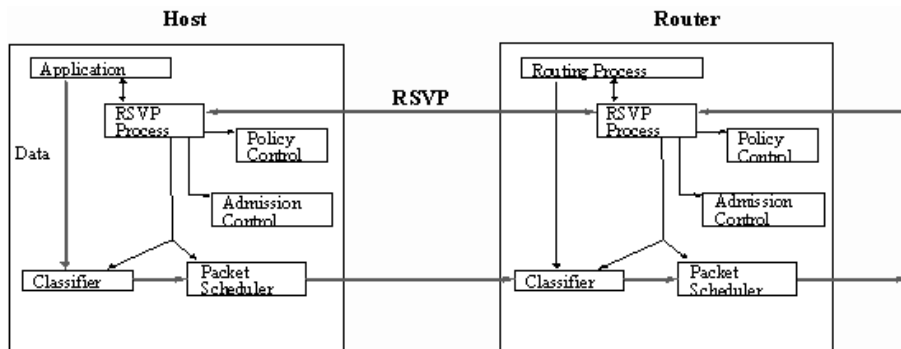 Host
Router
Application
Routing Process
RSVP
RSVP
Process
RSVP
Process
Data
Policy
Control
Policy
Control
Admission
Control
Admission
Control
Classifier
Packet
Scheduler
Classifier
Packet
Scheduler